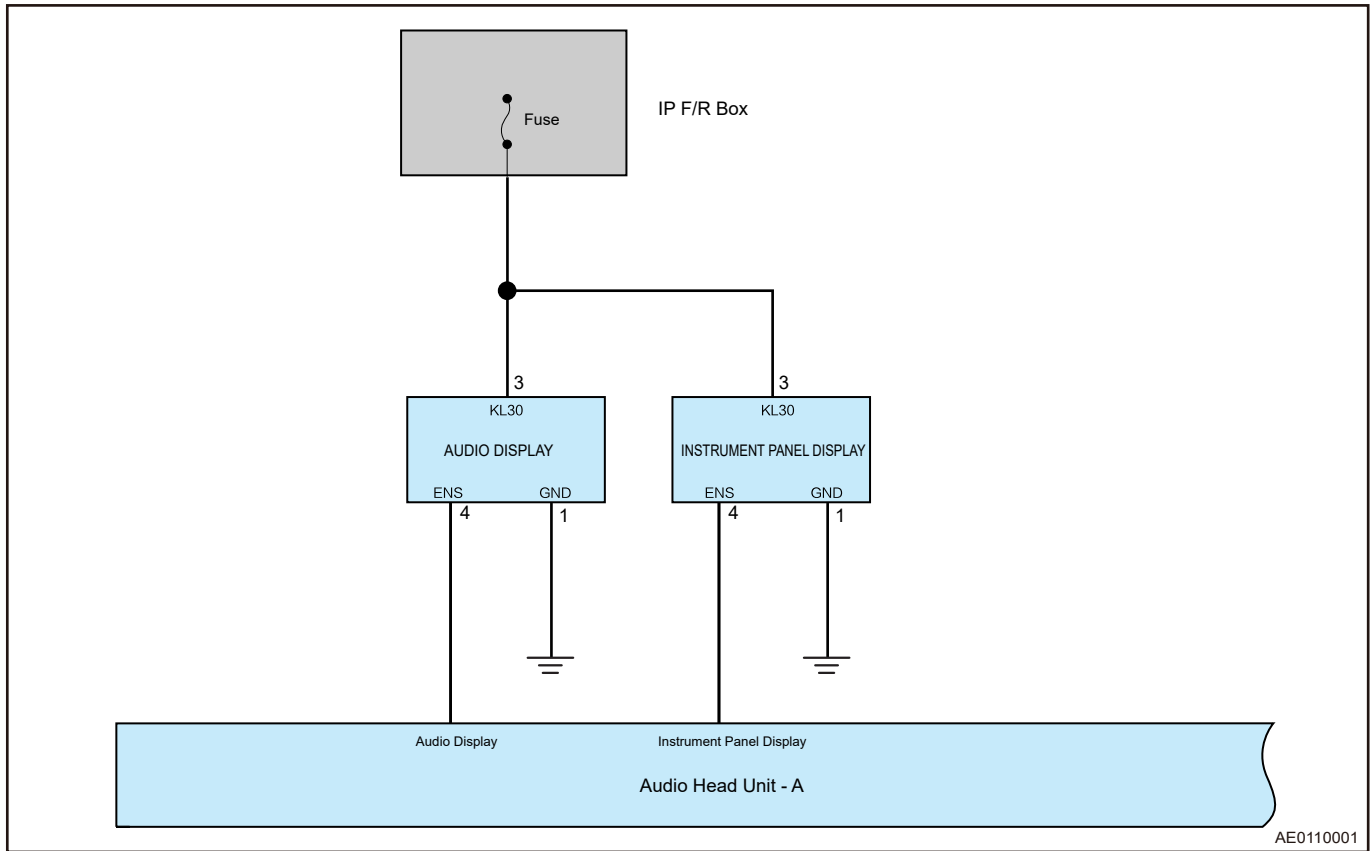 Fuse
IP F/R Box
3
3
KL30
KL30
AUDIO DISPLAY
INSTRUMENT PANEL DISPLAY
ENS
GND
ENS
GND
4
1
4
1
Audio Display
Instrument Panel Display
Audio Head Unit - A
AE0110001